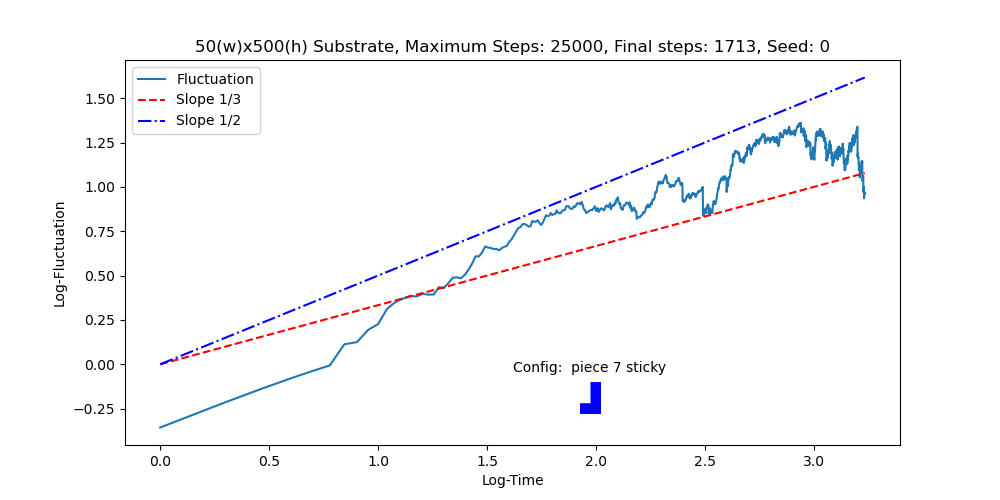 50(w)x500(h) Substrate, Maximum Steps: 25000, Final steps: 1713, Seed: 0
Fluctuation
Slope 1/3
Slope 1/2
1.50
1.25
1.00
0.75
0.50
0.25
0.00
−0.25
Log-Fluctuation
Config:  piece 7 sticky
0.0 0.5 1.0 1.5 2.0 2.5 3.0
Log-Time